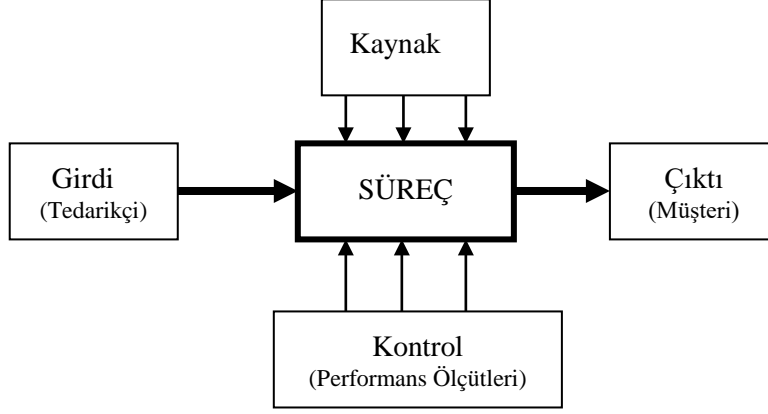 Kaynak
Girdi
(Tedarikçi)
SÜREÇ
Çıktı
(Müşteri)
Kontrol
(Performans Ölçütleri)